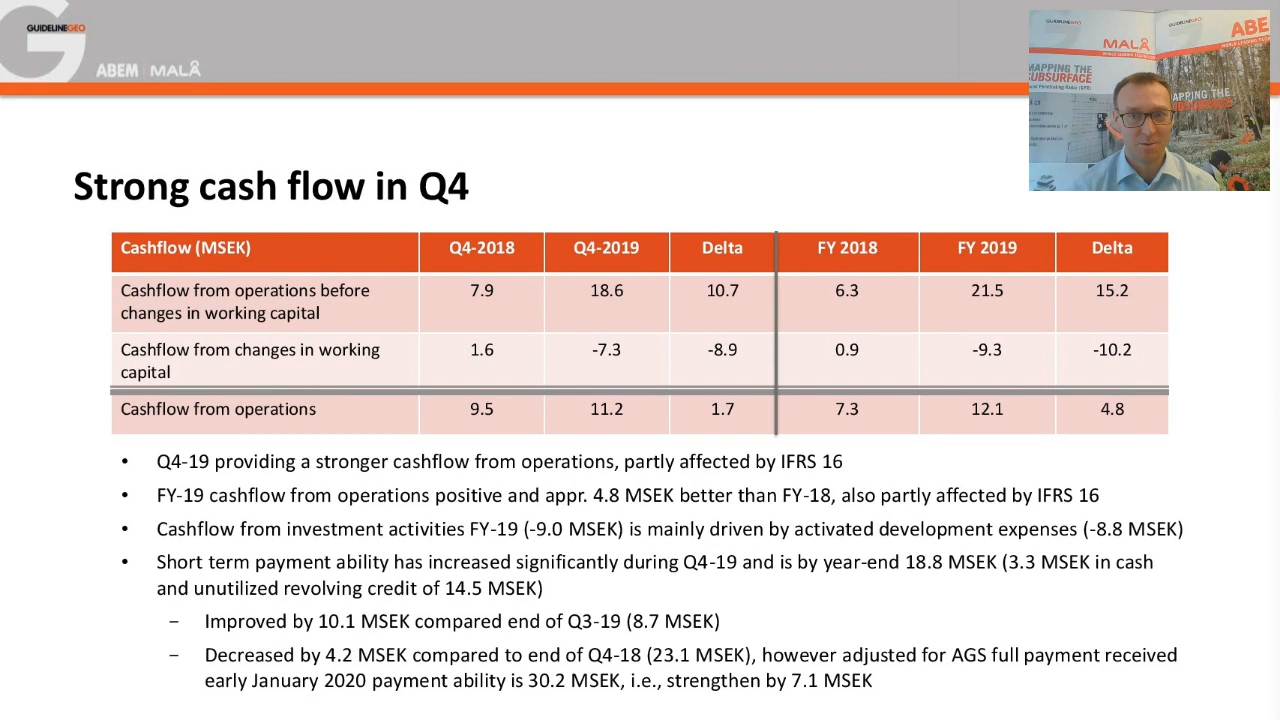 GUIDELINEGEO
ABEM | MALÅ
GUIDELINEGEO
GUIDELINEGEO
MALÅ
ABE
WORLD LEADING TECH
MAPPING THE
SUBSURFACE
APPING THE
SUBSURFACE
Strong cash flow in Q4
Cashflow (MSEK) Q4-2018 Q4-2019 Delta FY 2018 FY 2019 Delta
Cashflow from operations before changes in working capital 7.9 18.6 10.7 6.3 21.5 15.2
Cashflow from changes in working capital 1.6 -7.3 -8.9 0.9 -9.3 -10.2
Cashflow from operations 9.5 11.2 1.7 7.3 12.1 4.8
• Q4-19 providing a stronger cashflow from operations, partly affected by IFRS 16
• FY-19 cashflow from operations positive and appr. 4.8 MSEK better than FY-18, also partly affected by IFRS 16
• Cashflow from investment activities FY-19 (-9.0 MSEK) is mainly driven by activated development expenses (-8.8 MSEK)
• Short term payment ability has increased significantly during Q4-19 and is by year-end 18.8 MSEK (3.3 MSEK in cash
and unutilized revolving credit of 14.5 MSEK)
− Improved by 10.1 MSEK compared end of Q3-19 (8.7 MSEK)
− Decreased by 4.2 MSEK compared to end of Q4-18 (23.1 MSEK), however adjusted for AGS full payment received
early January 2020 payment ability is 30.2 MSEK, i.e., strengthen by 7.1 MSEK